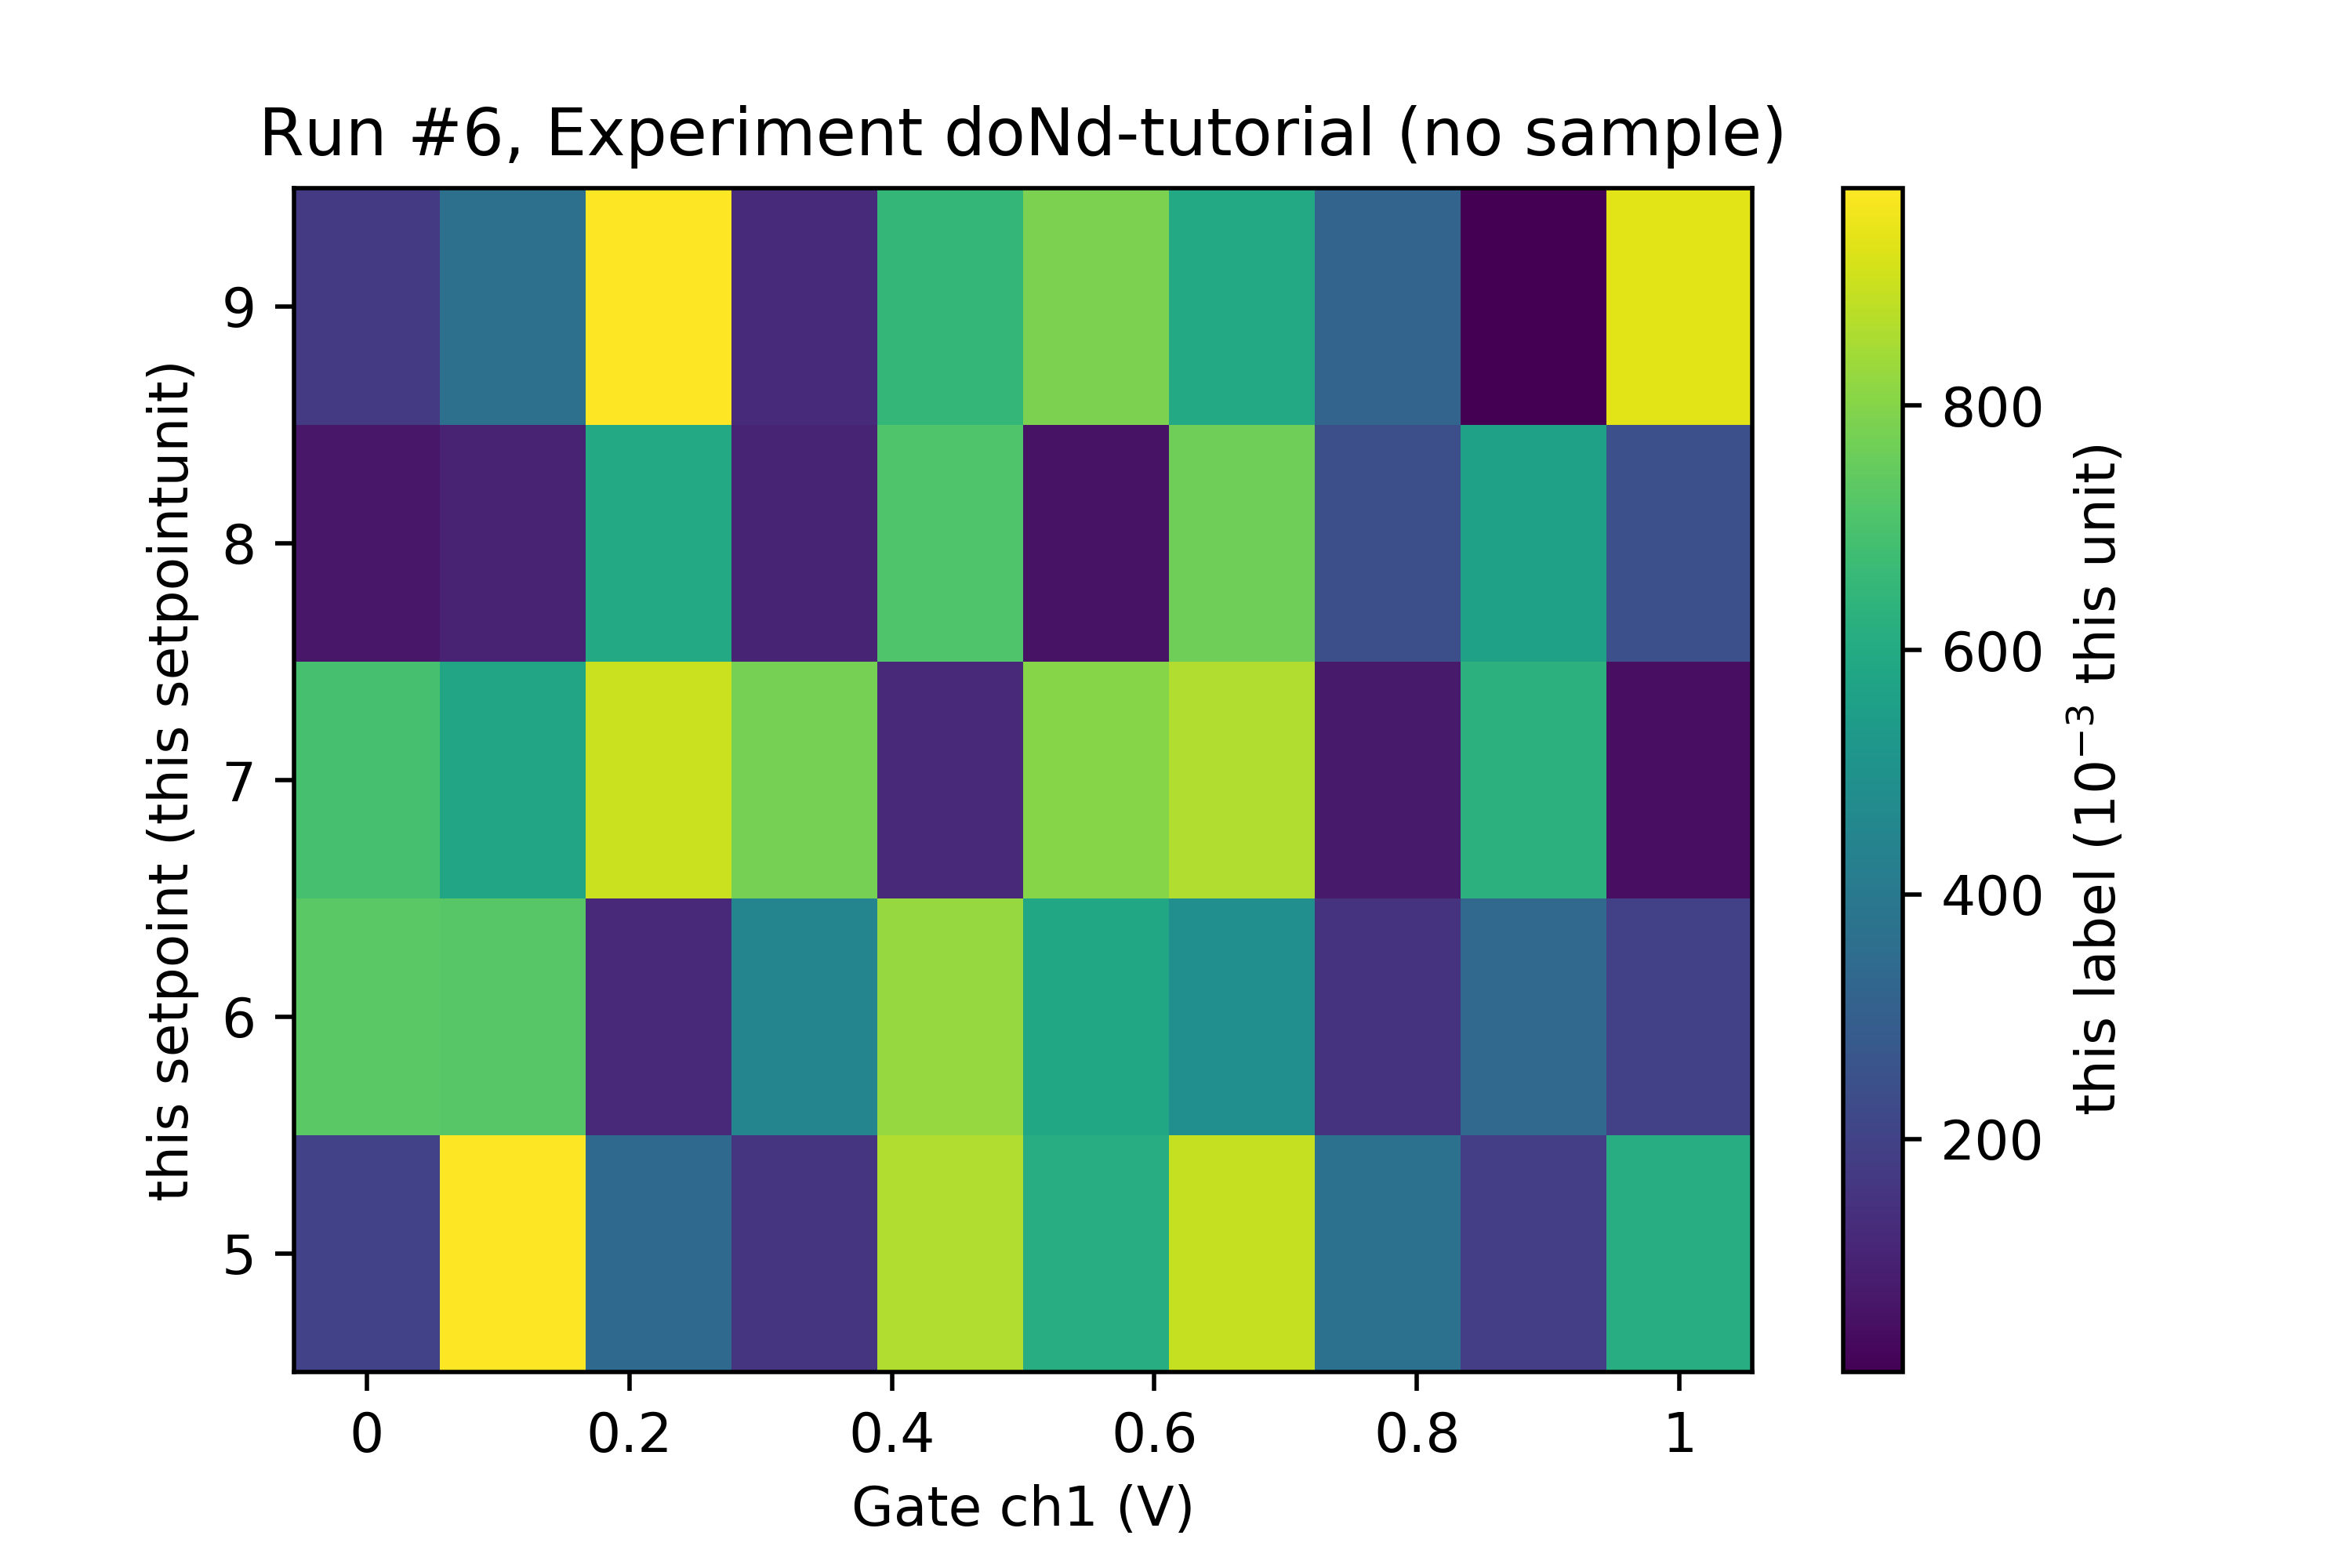 Run #6, Experiment doNd-tutorial (no sample)
this setpoint (this setpointunit)
9
8
7
6
5
0 0.2 0.4 0.6 0.8 1
Gate ch1 (V)
800
600
400
200
this label (10⁻³ this unit)